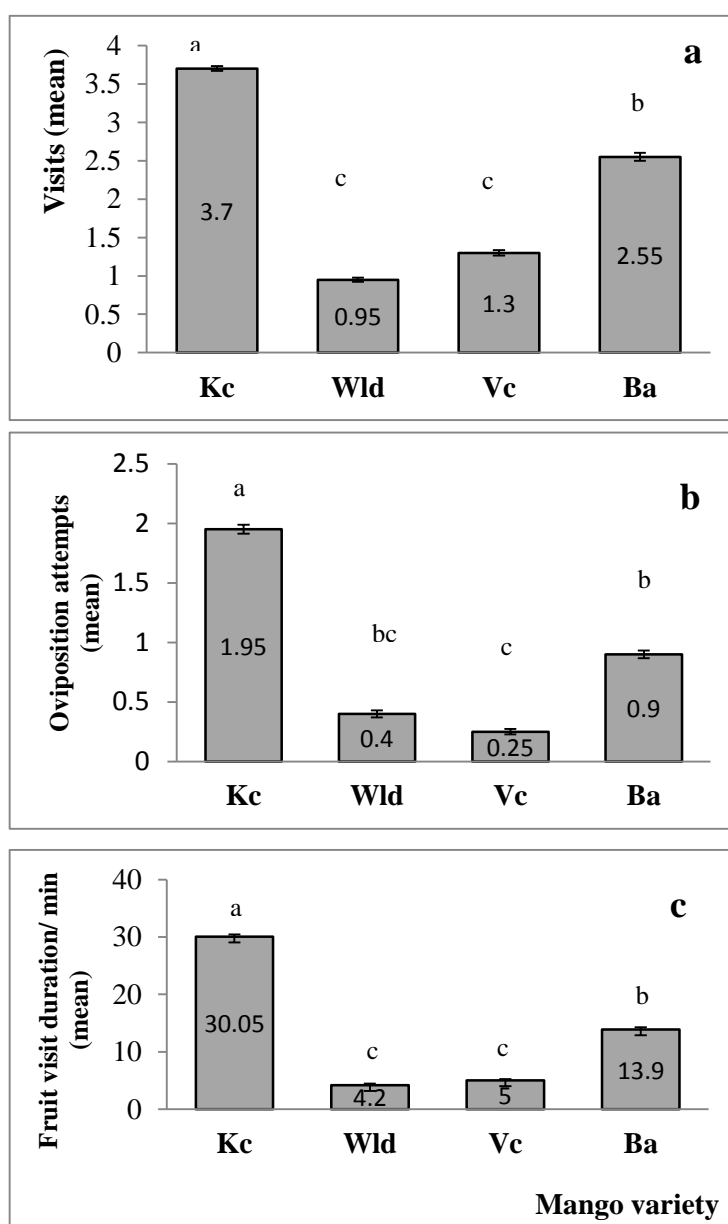 a
Visits (mean)
4
3.5
3
2.5
2
1.5
1
0.5
0
a
c
c
b
3.7
0.95
1.3
2.55
Kc Wld Vc Ba
b
Oviposition attempts
(mean)
2.5
2
1.5
1
0.5
0
a
bc
c
b
1.95
0.4
0.25
0.9
Kc Wld Vc Ba
c
Fruit visit duration/ min
(mean)
40
30
20
10
0
a
c
c
b
30.05
4.2
5
13.9
Kc Wld Vc Ba
Mango variety